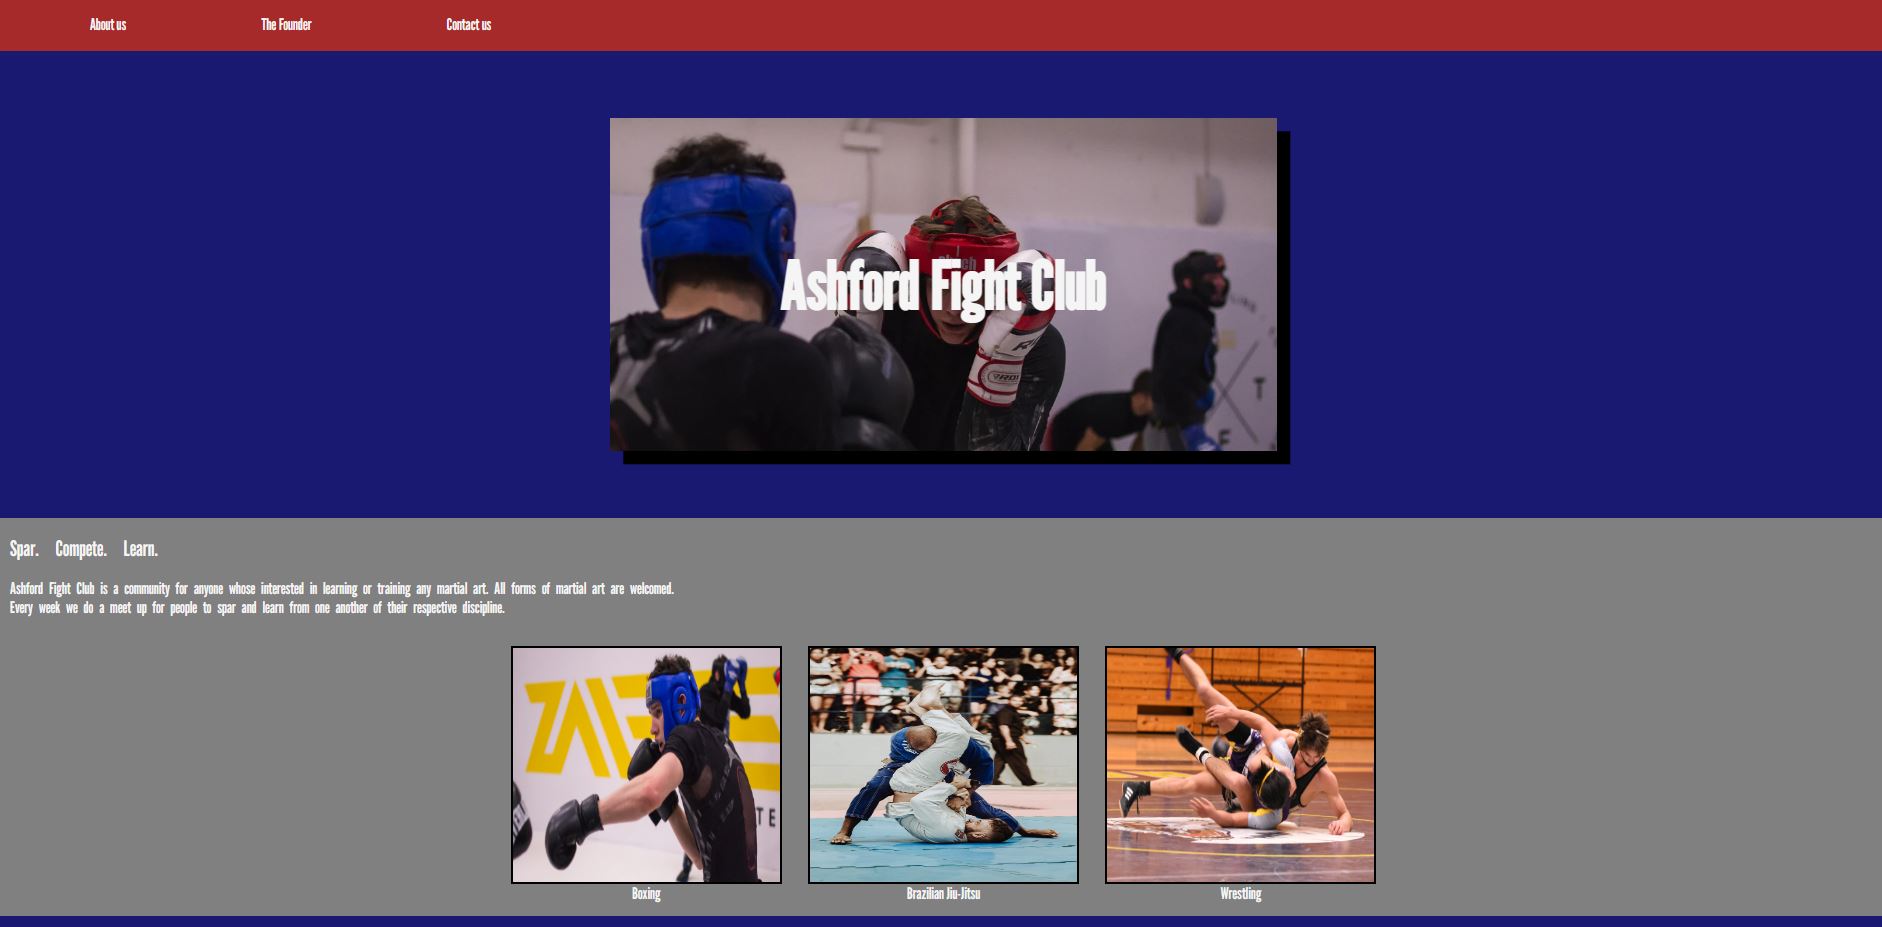 About us
The Founder
Contact us
Ashford Fight Club
Spar. Compete. Learn.
Ashford Fight Club is a community for anyone whose interested in learning or training any martial art. All forms of martial art are welcomed.
Every week we do a meet up for people to spar and learn from one another of their respective discipline.
Boxing
Brazilian Jiu-Jitsu
Wrestling